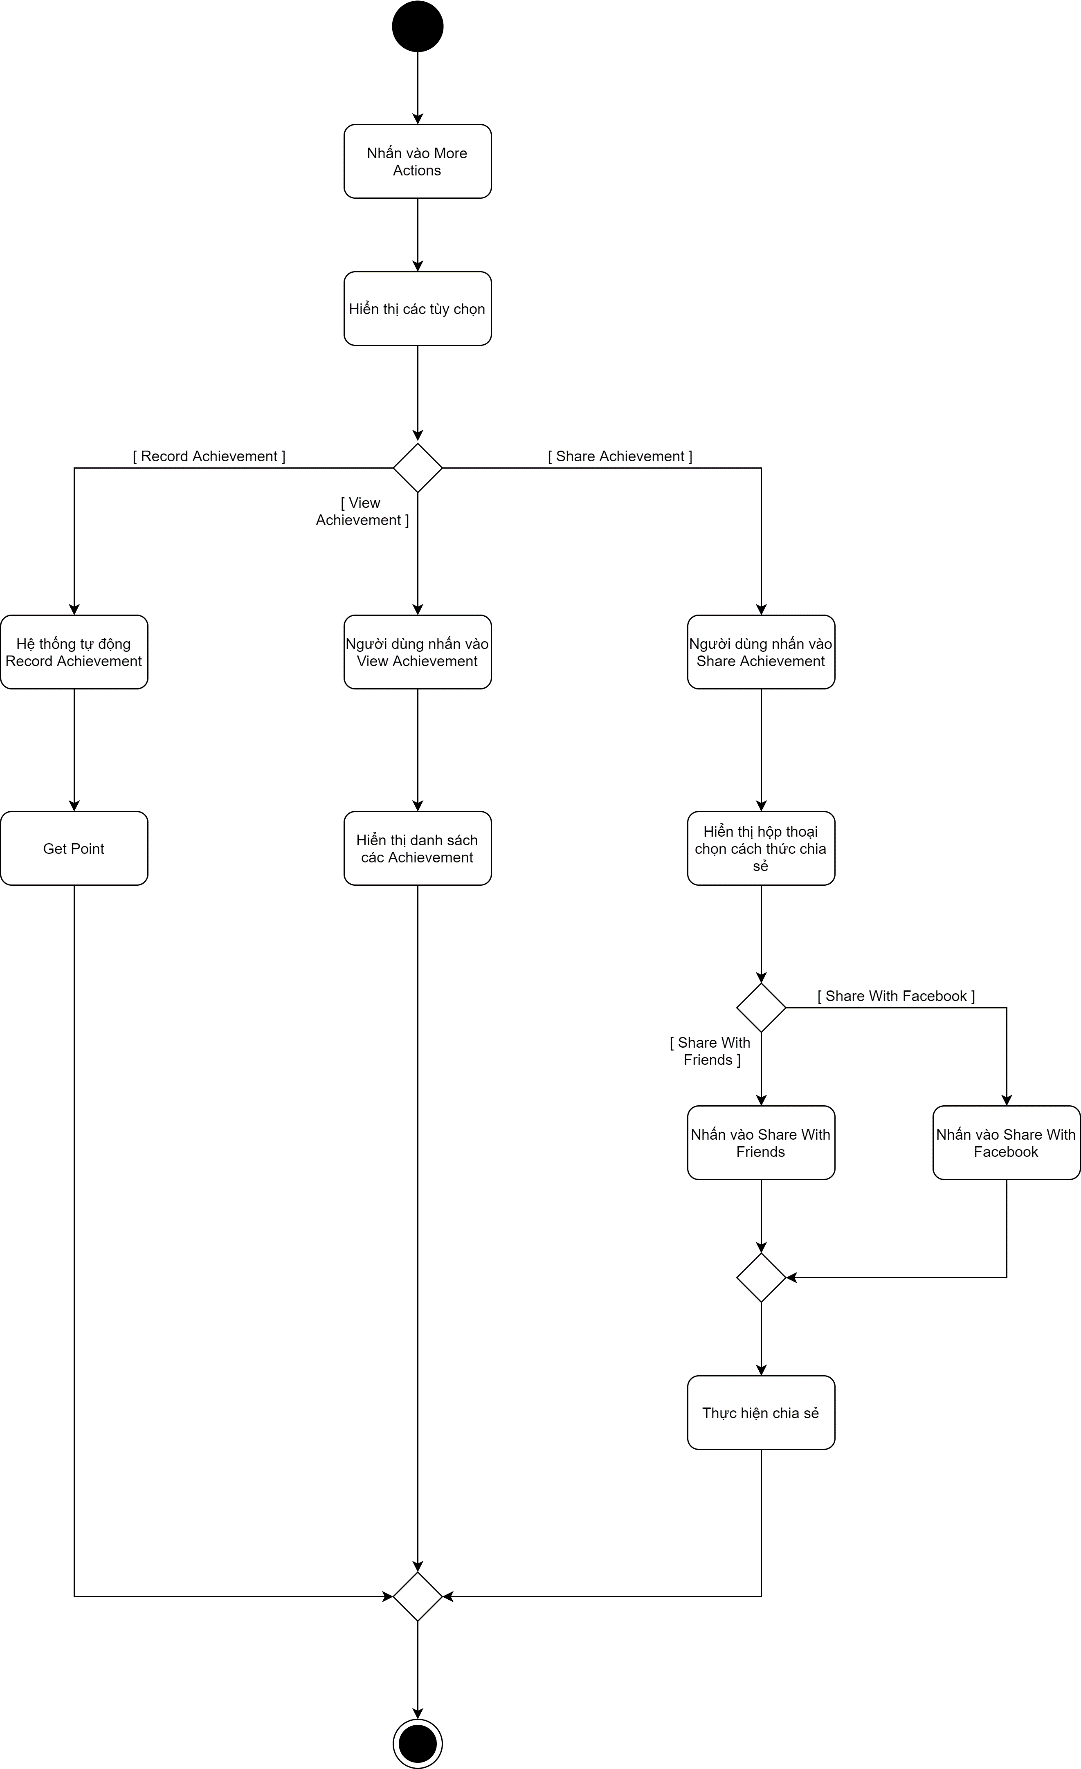 Nhấn vào More
Actions
Hiển thị các tùy chọn
[ Record Achievement ]
[ Share Achievement ]
[ View
Achievement ]
Hệ thống tự động
Record Achievement
Người dùng nhấn vào
View Achievement
Người dùng nhấn vào
Share Achievement
Get Point
Hiển thị danh sách
các Achievement
Hiển thị hộp thoại
chọn cách thức chia
sẻ
[ Share With Facebook ]
[ Share With
Friends ]
Nhấn vào Share With
Friends
Nhấn vào Share With
Facebook
Thực hiện chia sẻ